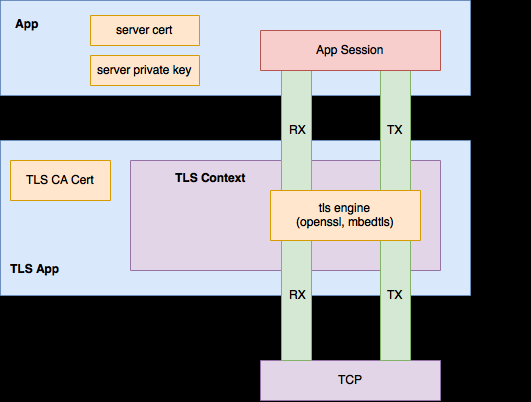 App
server cert
server private key
App Session
RX
TX
TLS CA Cert
TLS Context
tls engine
(openssl, mbedtls)
TLS App
RX
TX
TCP